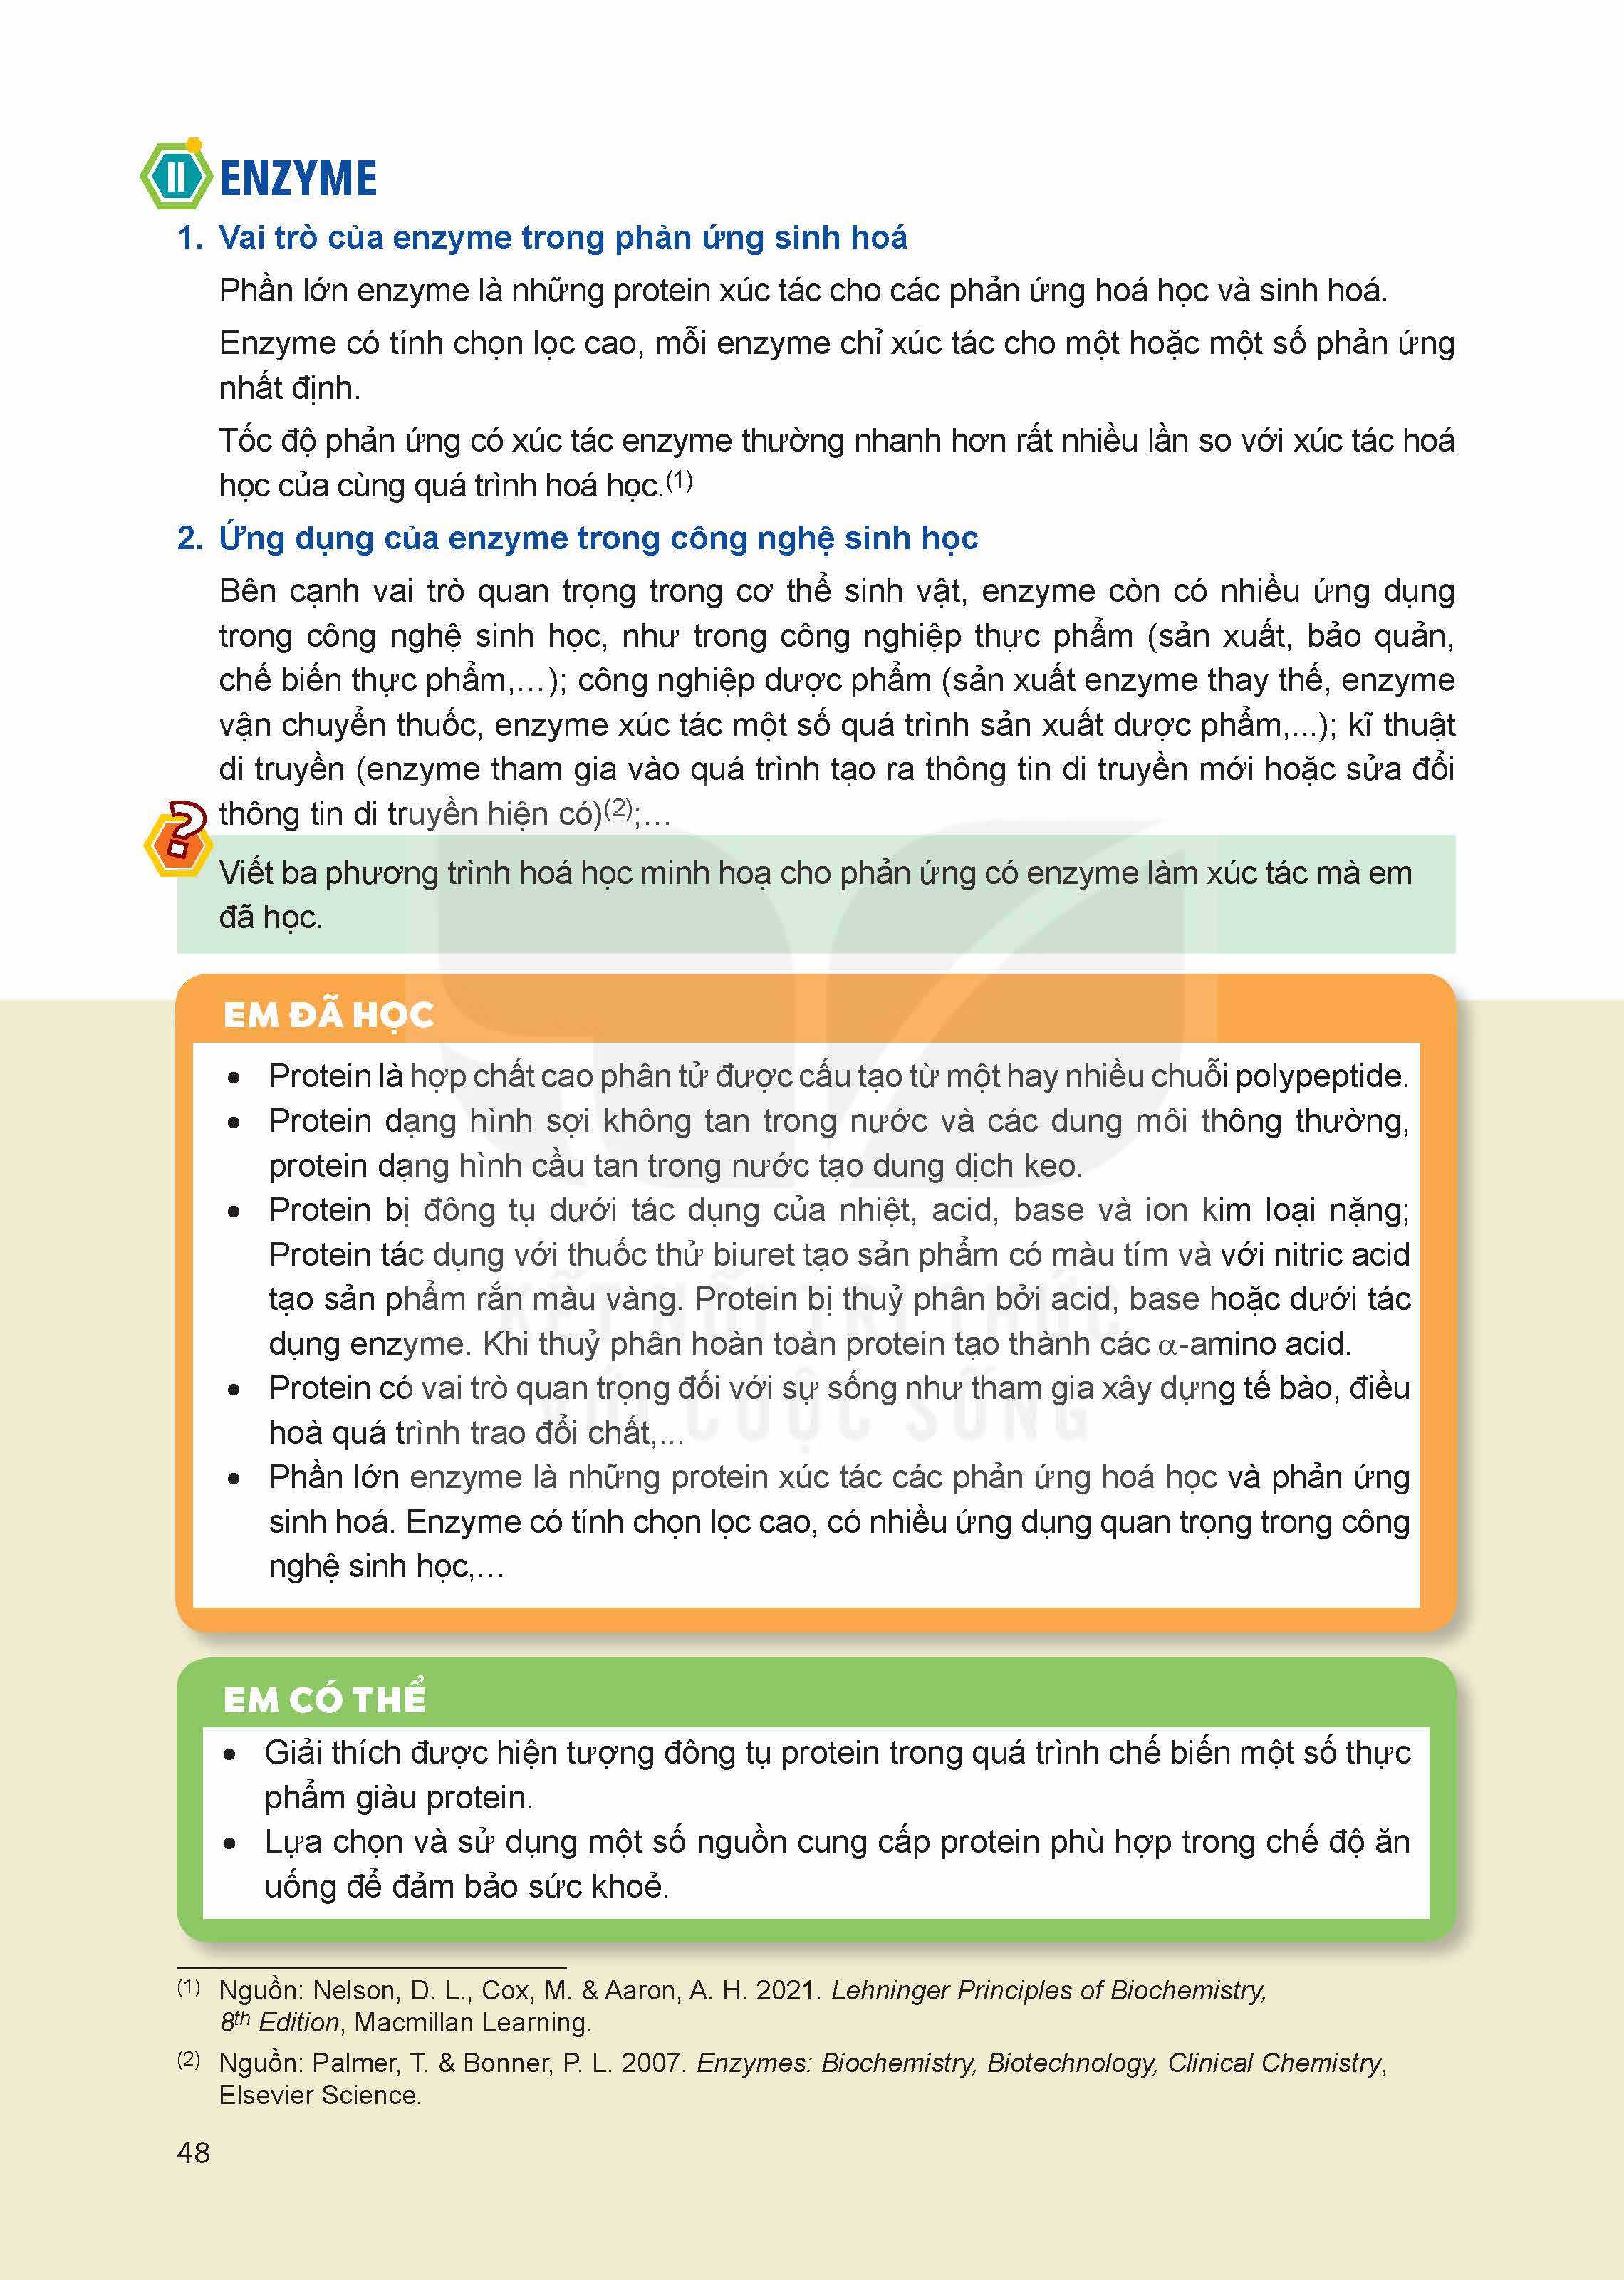 II ENZYME
1. Vai trò của enzyme trong phản ứng sinh hoá
Phần lớn enzyme là những protein xúc tác cho các phản ứng hoá học và sinh hoá.
Enzyme có tính chọn lọc cao, mỗi enzyme chỉ xúc tác cho một hoặc một số phản ứng
nhất định.
Tốc độ phản ứng có xúc tác enzyme thường nhanh hơn rất nhiều lần so với xúc tác hoá
học của cùng quá trình hoá học.(1)
2. Ứng dụng của enzyme trong công nghệ sinh học
Bên cạnh vai trò quan trọng trong cơ thể sinh vật, enzyme còn có nhiều ứng dụng
trong công nghệ sinh học, như trong công nghiệp thực phẩm (sản xuất, bảo quản,
chế biến thực phẩm,...); công nghiệp dược phẩm (sản xuất enzyme thay thế, enzyme
vận chuyển thuốc, enzyme xúc tác một số quá trình sản xuất dược phẩm,...); kĩ thuật
di truyền (enzyme tham gia vào quá trình tạo ra thông tin di truyền mới hoặc sửa đổi
thông tin di truyền hiện có)(2);...
?
Viết ba phương trình hoá học minh hoạ cho phản ứng có enzyme làm xúc tác mà em
đã học.
EM ĐÃ HỌC
• Protein là hợp chất cao phân tử được cấu tạo từ một hay nhiều chuỗi polypeptide.
• Protein dạng hình sợi không tan trong nước và các dung môi thông thường,
protein dạng hình cầu tan trong nước tạo dung dịch keo.
• Protein bị đông tụ dưới tác dụng của nhiệt, acid, base và ion kim loại nặng;
Protein tác dụng với thuốc thử biuret tạo sản phẩm có màu tím và với nitric acid
tạo sản phẩm rắn màu vàng. Protein bị thuỷ phân bởi acid, base hoặc dưới tác
dụng enzyme. Khi thuỷ phân hoàn toàn protein tạo thành các α-amino acid.
• Protein có vai trò quan trọng đối với sự sống như tham gia xây dựng tế bào, điều
hoà quá trình trao đổi chất,...
• Phần lớn enzyme là những protein xúc tác các phản ứng hoá học và phản ứng
sinh hoá. Enzyme có tính chọn lọc cao, có nhiều ứng dụng quan trọng trong công
nghệ sinh học,...
KẾT NỐI TRI THỨC
VỚI CUỘC SỐNG
EM CÓ THỂ
• Giải thích được hiện tượng đông tụ protein trong quá trình chế biến một số thực
phẩm giàu protein.
• Lựa chọn và sử dụng một số nguồn cung cấp protein phù hợp trong chế độ ăn
uống để đảm bảo sức khoẻ.
(1) Nguồn: Nelson, D. L., Cox, M. & Aaron, A. H. 2021. Lehninger Principles of Biochemistry,
8th Edition, Macmillan Learning.
(2) Nguồn: Palmer, T. & Bonner, P. L. 2007. Enzymes: Biochemistry, Biotechnology, Clinical Chemistry,
Elsevier Science.
48